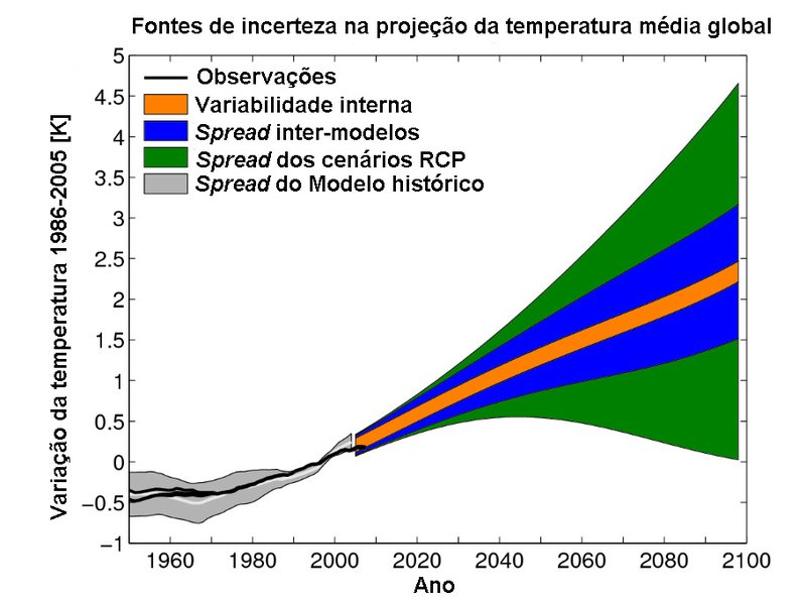 Fontes de incerteza na projeção da temperatura média global
5
4.5
4
3.5
3
2.5
2
1.5
1
0.5
0
−0.5
−1
Variação da temperatura 1986-2005 [K]
Observações
Variabilidade interna
Spread inter-modelos
Spread dos cenários RCP
Spread do Modelo histórico
1960 1980 2000 2020 2040 2060 2080 2100
Ano